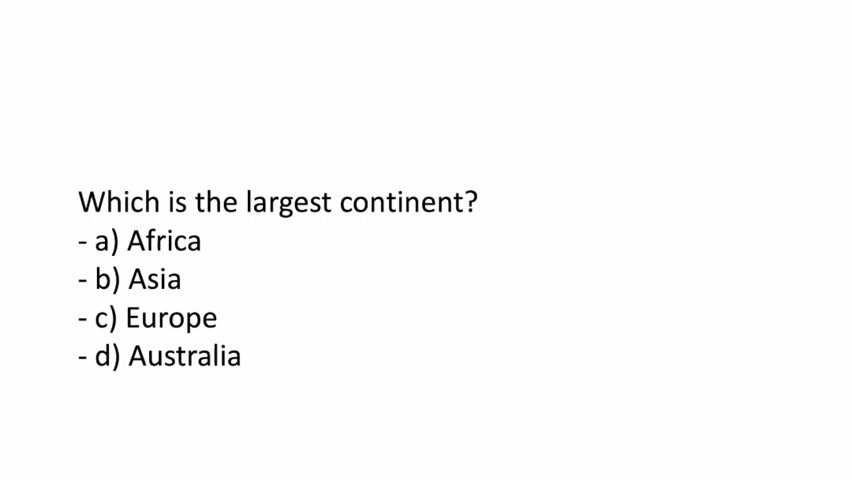 Which is the largest continent?
- a) Africa
- b) Asia
- c) Europe
- d) Australia